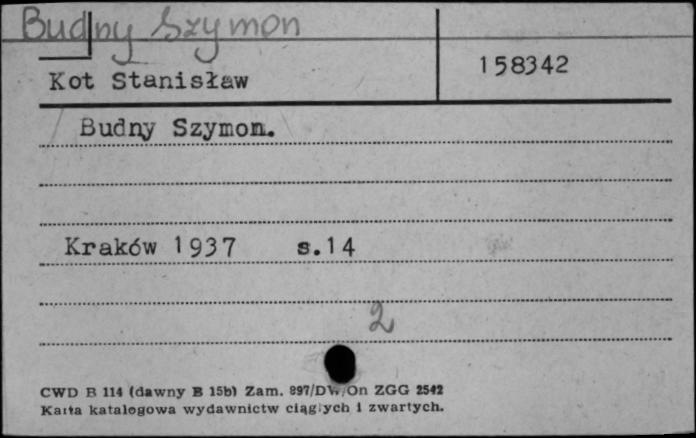 Budny Szymon
Kot Stanisław
158342
Budny Szymon.
Kraków 1937 s.14
2
CWD B 114 (dawny B 15b) Zam. 897/DW/On ZGG 2542
Karta katalogowa wydawnictw ciągłych i zwartych.